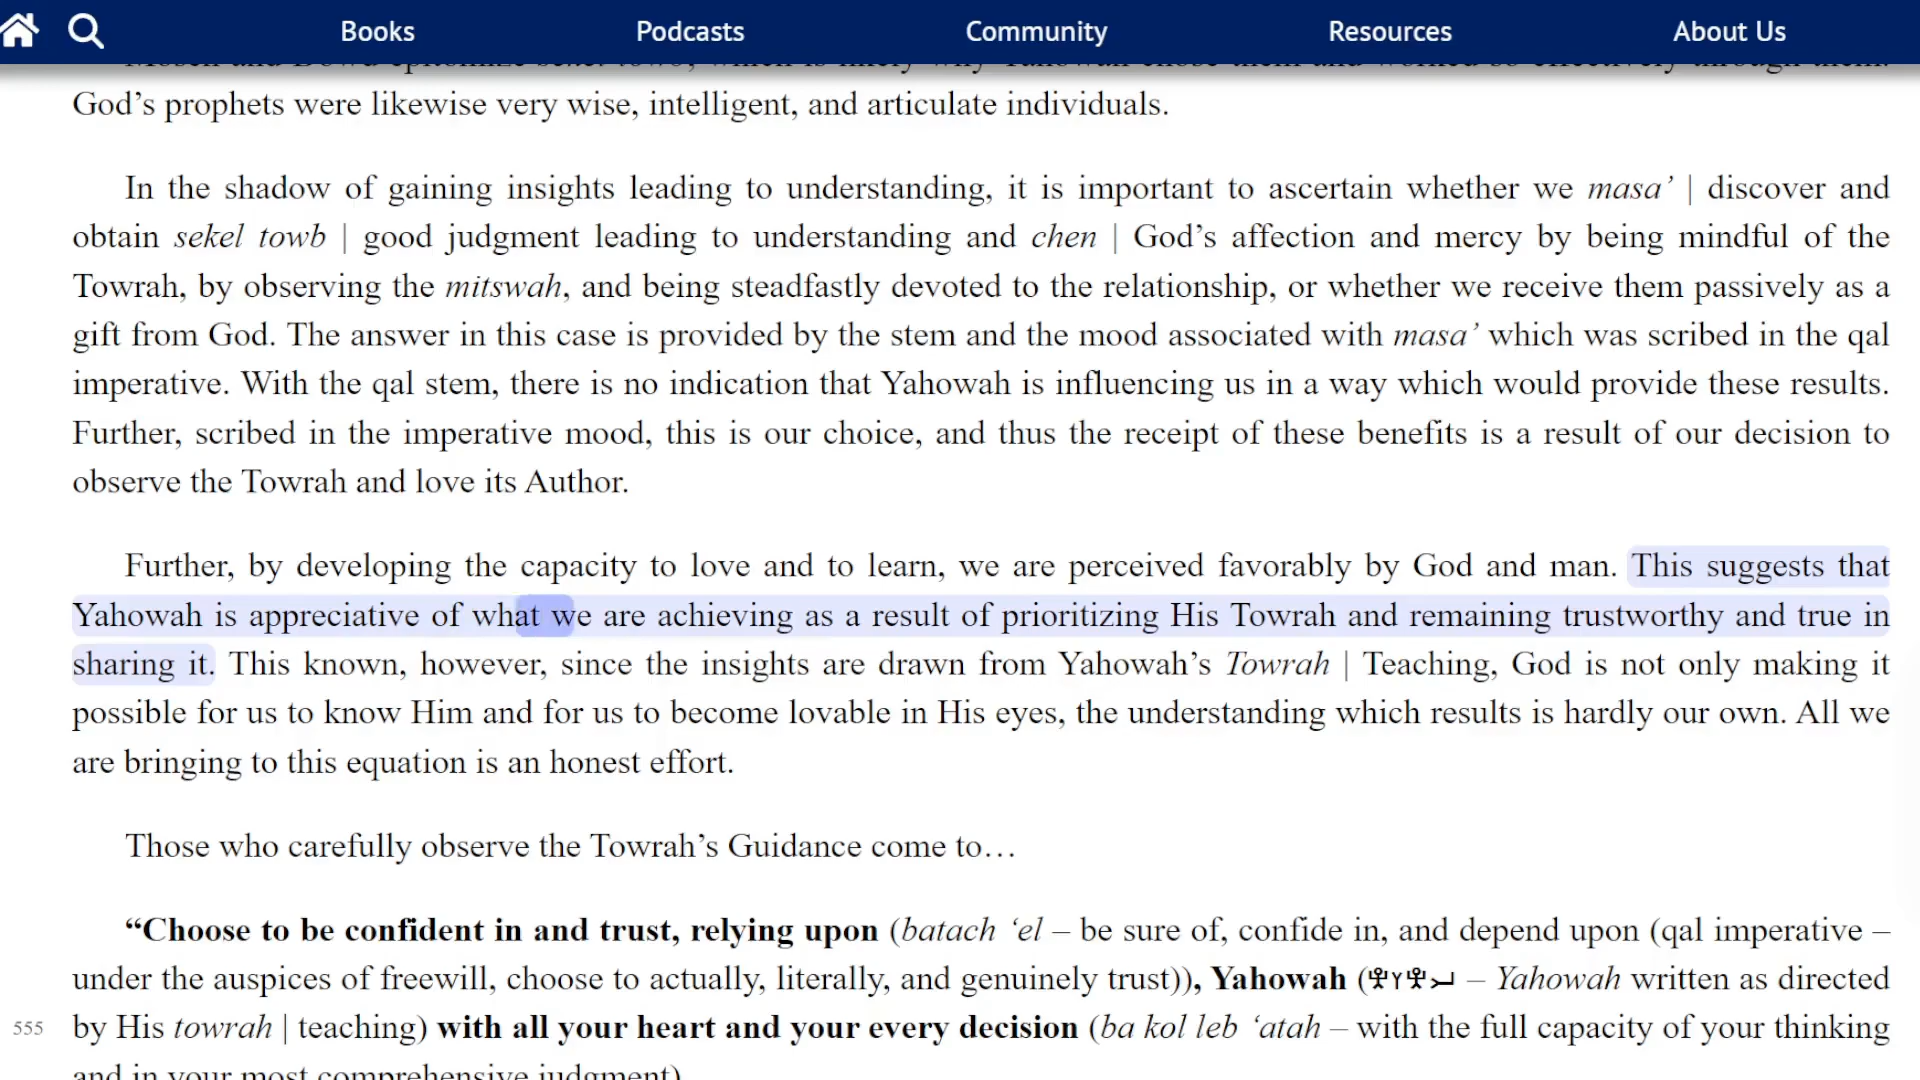 Books
Podcasts
Community
Resources
About Us
God’s prophets were likewise very wise, intelligent, and articulate individuals.
In the shadow of gaining insights leading to understanding, it is important to ascertain whether we masa’ | discover and
obtain sekel towb | good judgment leading to understanding and chen | God’s affection and mercy by being mindful of the
Towrah, by observing the mitswah, and being steadfastly devoted to the relationship, or whether we receive them passively as a
gift from God. The answer in this case is provided by the stem and the mood associated with masa’ which was scribed in the qal
imperative. With the qal stem, there is no indication that Yahowah is influencing us in a way which would provide these results.
Further, scribed in the imperative mood, this is our choice, and thus the receipt of these benefits is a result of our decision to
observe the Towrah and love its Author.
Further, by developing the capacity to love and to learn, we are perceived favorably by God and man. This suggests that
Yahowah is appreciative of what we are achieving as a result of prioritizing His Towrah and remaining trustworthy and true in
sharing it. This known, however, since the insights are drawn from Yahowah’s Towrah | Teaching, God is not only making it
possible for us to know Him and for us to become lovable in His eyes, the understanding which results is hardly our own. All we
are bringing to this equation is an honest effort.
Those who carefully observe the Towrah’s Guidance come to…
“Choose to be confident in and trust, relying upon (batach ‘el – be sure of, confide in, and depend upon (qal imperative –
under the auspices of freewill, choose to actually, literally, and genuinely trust)), Yahowah ( – Yahowah written as directed
555 by His towrah | teaching) with all your heart and your every decision (ba kol leb ‘atah – with the full capacity of your thinking
and in your most comprehensive judgment)